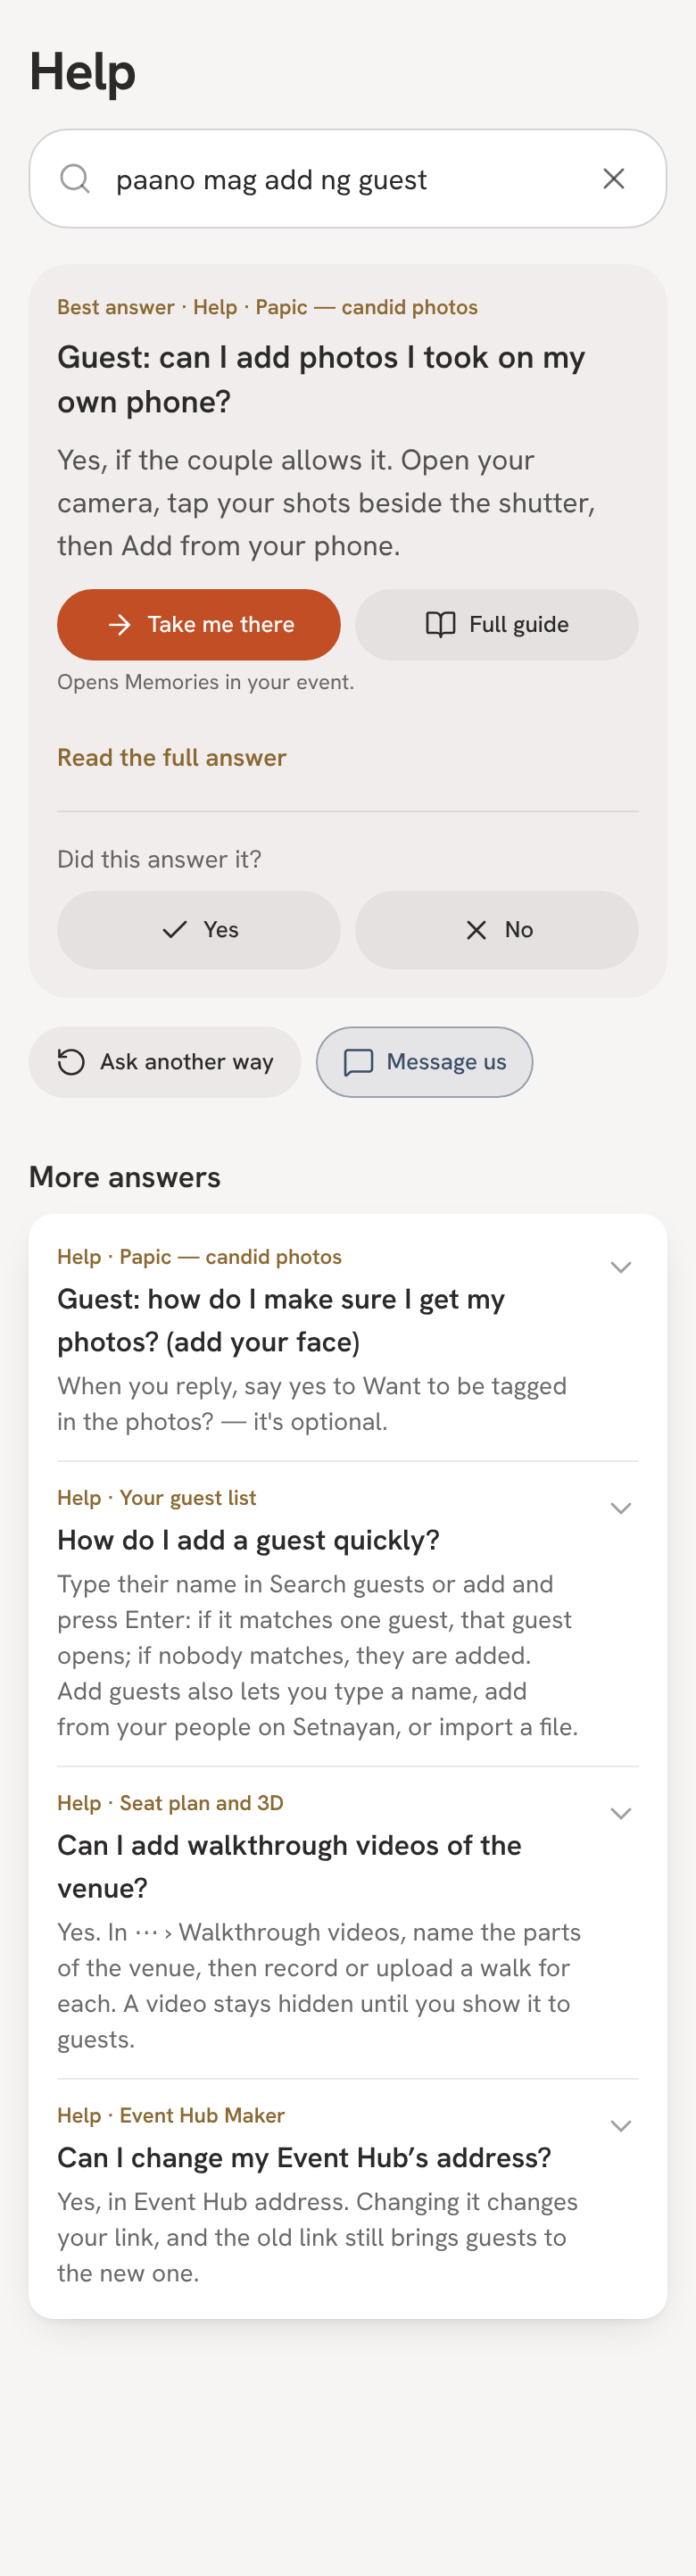 Help
paano mag add ng guest
Best answer · Help · Papic — candid photos
Guest: can I add photos I took on my
own phone?
Yes, if the couple allows it. Open your
camera, tap your shots beside the shutter,
then Add from your phone.
Take me there
Full guide
Opens Memories in your event.
Read the full answer
Did this answer it?
Yes
No
Ask another way
Message us
More answers
Help · Papic — candid photos
Guest: how do I make sure I get my
photos? (add your face)
When you reply, say yes to Want to be tagged
in the photos? — it's optional.
Help · Your guest list
How do I add a guest quickly?
Type their name in Search guests or add and
press Enter: if it matches one guest, that guest
opens; if nobody matches, they are added.
Add guests also lets you type a name, add
from your people on Setnayan, or import a file.
Help · Seat plan and 3D
Can I add walkthrough videos of the
venue?
Yes. In ··· › Walkthrough videos, name the parts
of the venue, then record or upload a walk for
each. A video stays hidden until you show it to
guests.
Help · Event Hub Maker
Can I change my Event Hub’s address?
Yes, in Event Hub address. Changing it changes
your link, and the old link still brings guests to
the new one.